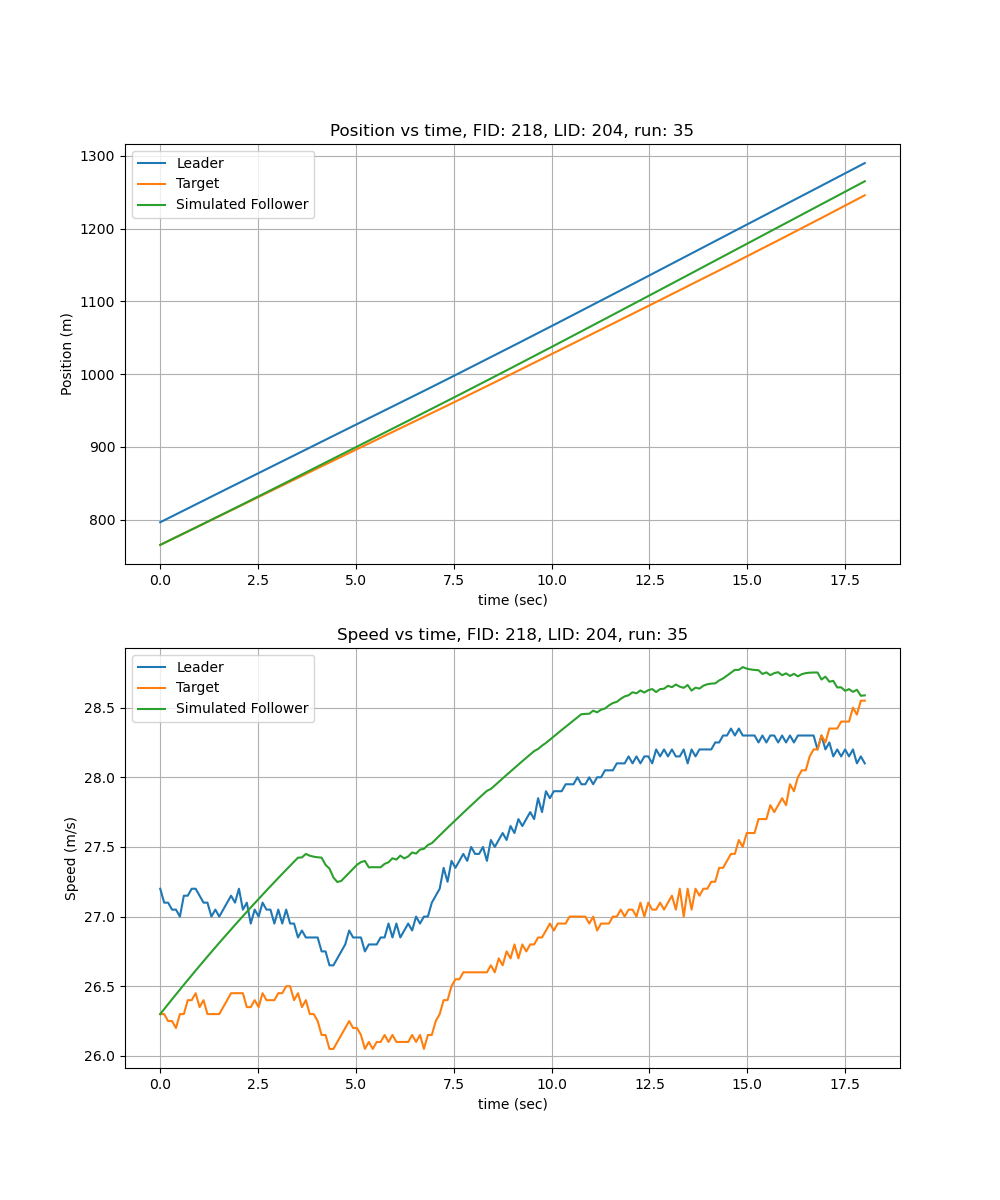 Position vs time, FID: 218, LID: 204, run: 35
Leader
Target
Simulated Follower
1300
1200
1100
1000
900
800
Position (m)
0.0 2.5 5.0 7.5 10.0 12.5 15.0 17.5
time (sec)
Speed vs time, FID: 218, LID: 204, run: 35
Leader
Target
Simulated Follower
28.5
28.0
27.5
27.0
26.5
26.0
Speed (m/s)
0.0 2.5 5.0 7.5 10.0 12.5 15.0 17.5
time (sec)